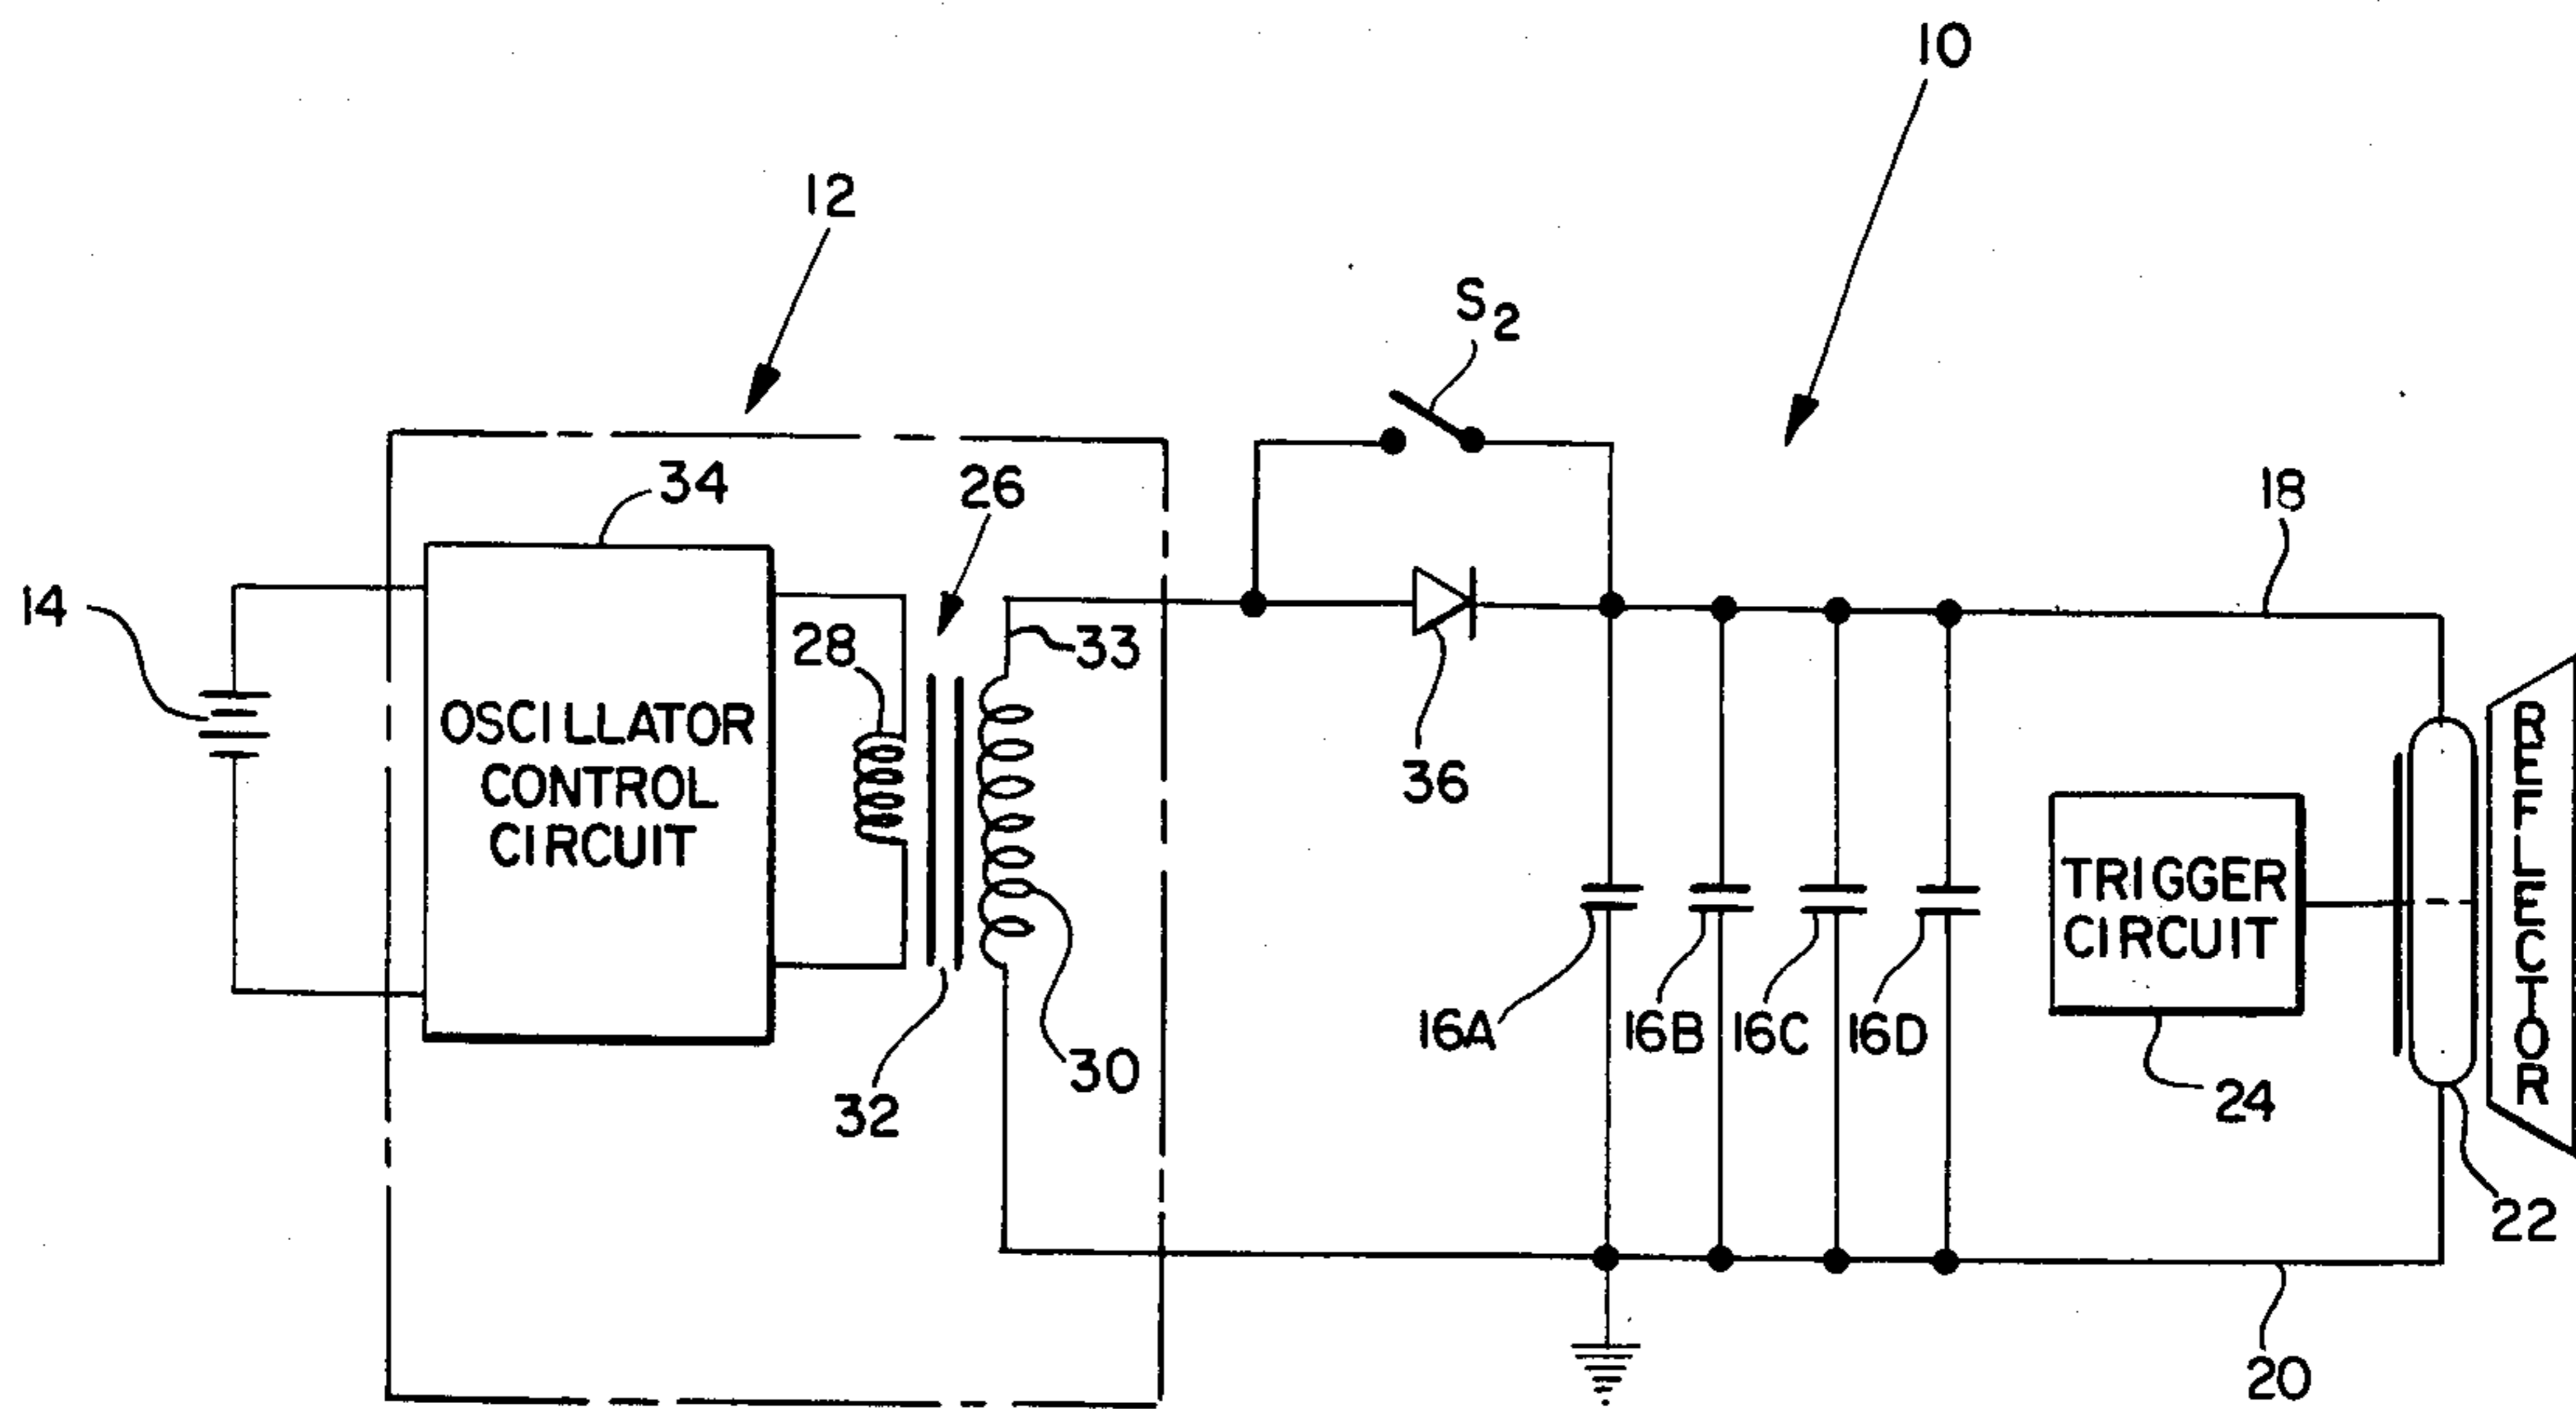 10
12
S2
34
26
18
14
28
33
OSCILLATOR
CONTROL
CIRCUIT
36
REFLECTOR
TRIGGER
CIRCUIT
16A
16B
16C
16D
30
32
24
22
20